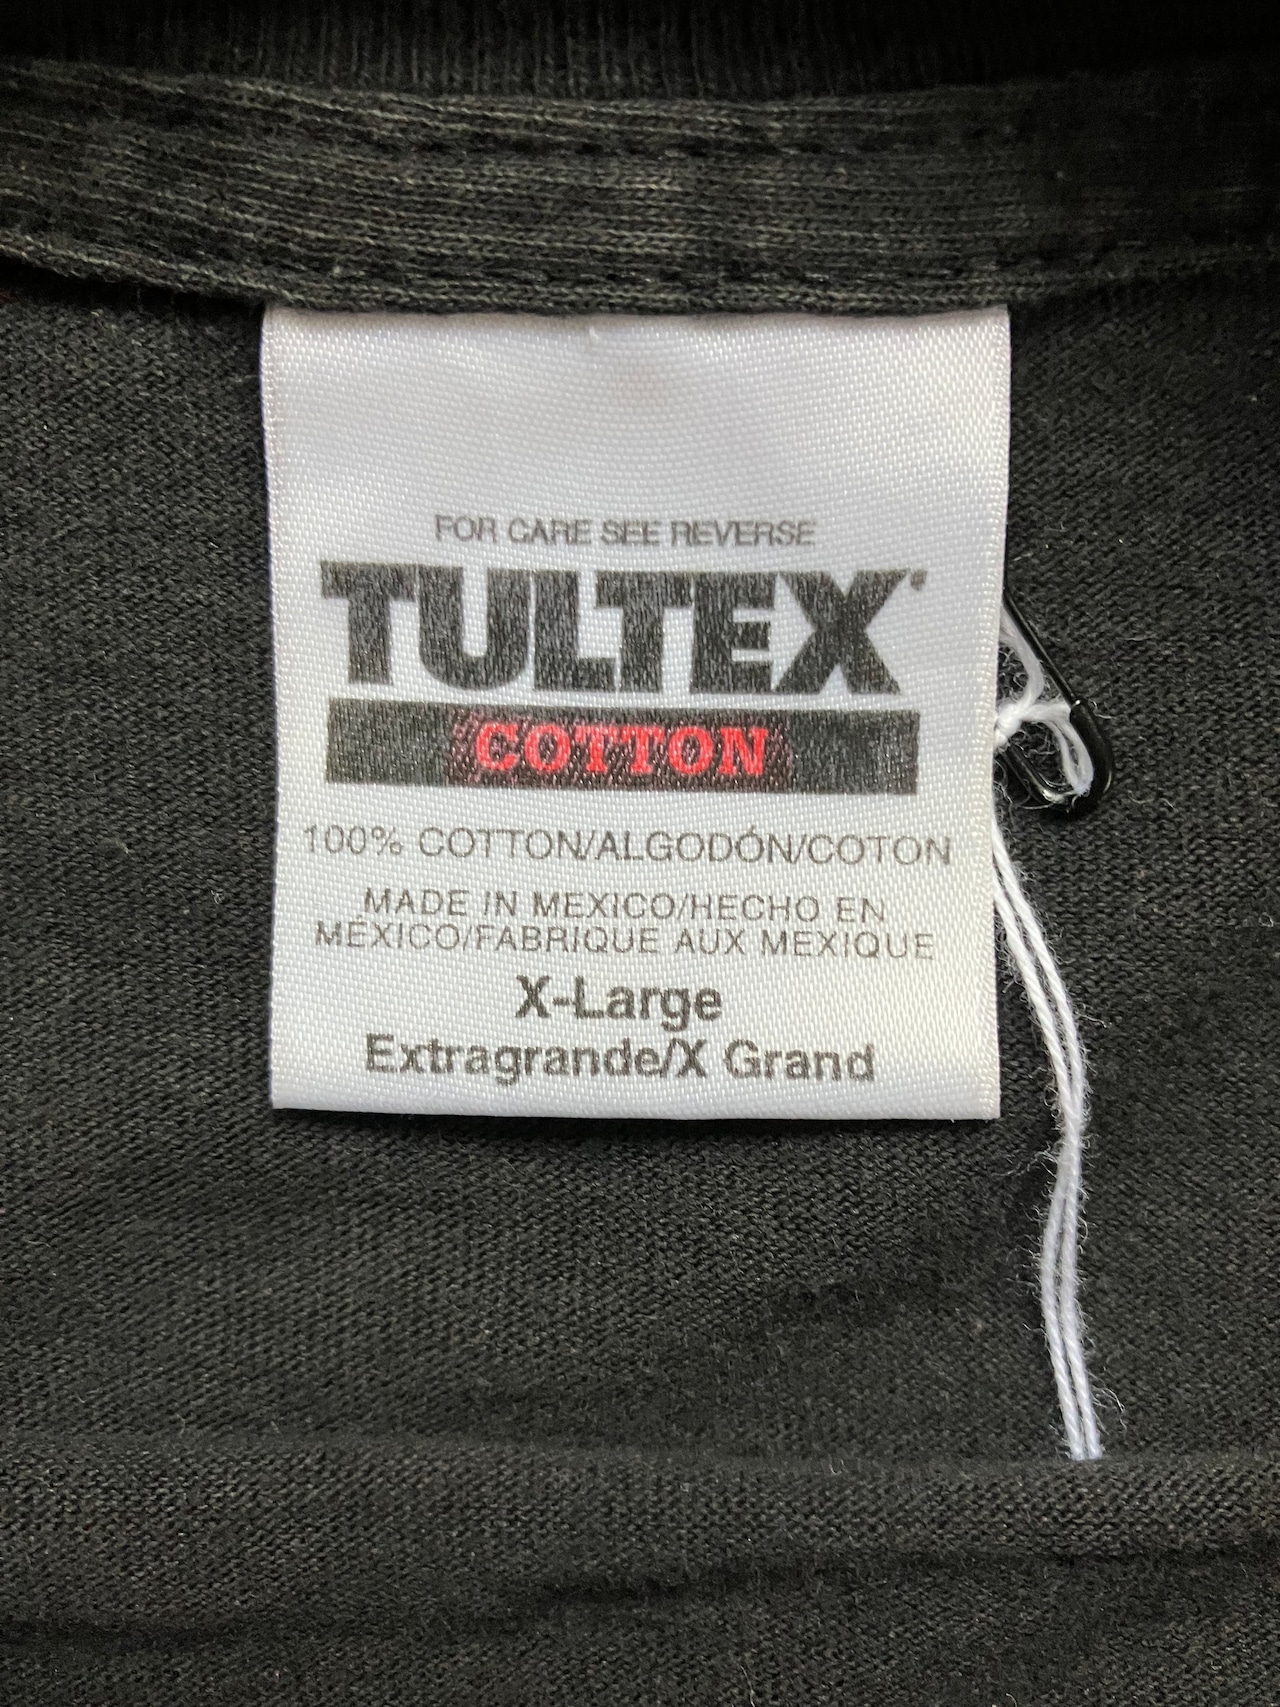 FOR CARE SEE REVERSE
TULTEX®
COTTON
100% COTTON/ALGODÓN/COTON
MADE IN MEXICO/HECHO EN
MÉXICO/FABRIQUE AUX MEXIQUE
X-Large
Extragrande/X Grand